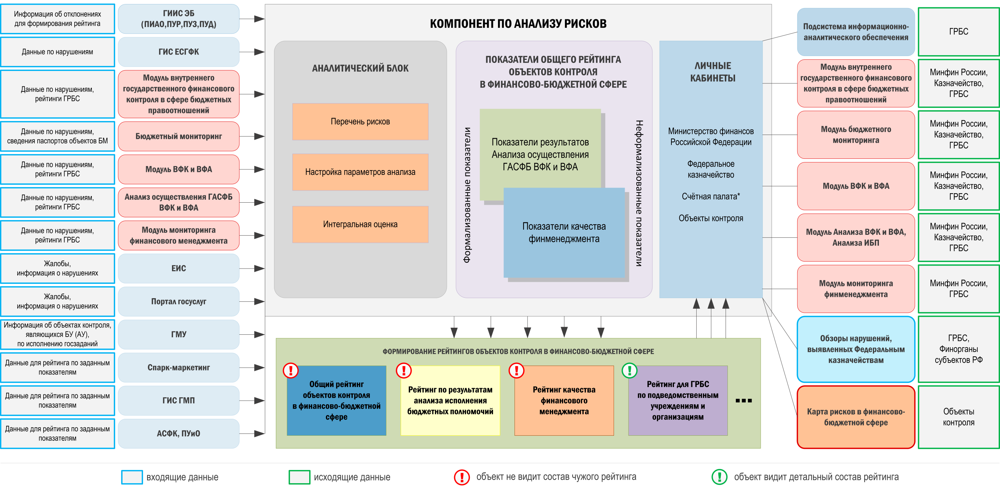 Информация об отклонениях
для формирования рейтинга
ГИИС ЭБ
(ПИАО,ПУР,ПУЗ,ПУД)
Данные по нарушениям
ГИС ЕСГФК
Данные по нарушениям,
рейтинги ГРБС
Модуль внутреннего
государственного финансового
контроля в сфере бюджетных
правоотношений
Данные по нарушениям,
сведения паспортов объектов БМ
Бюджетный мониторинг
Данные по нарушениям,
рейтинги ГРБС
Модуль ВФК и ВФА
Данные по нарушениям,
рейтинги ГРБС
Анализ осуществления ГАСФБ
ВФК и ВФА
Данные по нарушениям,
рейтинги ГРБС
Модуль мониторинга
финансового менеджмента
Жалобы,
информация о нарушениях
ЕИС
Жалобы,
информация о нарушениях
Портал госуслуг
Информация об объектах контроля,
являющихся БУ (АУ),
по исполнению госзаданий
ГМУ
Данные для рейтинга по заданным
показателям
Спарк-маркетинг
Данные для рейтинга по заданным
показателям
ГИС ГМП
Данные для рейтинга по заданным
показателям
АСФК, ПУиО
КОМПОНЕНТ ПО АНАЛИЗУ РИСКОВ
АНАЛИТИЧЕСКИЙ БЛОК
Перечень рисков
Настройка параметров анализа
Интегральная оценка
ПОКАЗАТЕЛИ ОБЩЕГО РЕЙТИНГА
ОБЪЕКТОВ КОНТРОЛЯ
В ФИНАНСОВО-БЮДЖЕТНОЙ СФЕРЕ
Формализованные показатели
Показатели результатов
Анализа осуществления
ГАСФБ ВФК и ВФА
Показатели качества
финменеджмента
Неформализованные показатели
ЛИЧНЫЕ
КАБИНЕТЫ
Министерство финансов
Российской Федерации
Федеральное
казначейство
Счётная палата*
Объекты контроля
ФОРМИРОВАНИЕ РЕЙТИНГОВ ОБЪЕКТОВ КОНТРОЛЯ В ФИНАНСОВО-БЮДЖЕТНОЙ СФЕРЕ
!
Общий рейтинг
объектов контроля
в финансово-бюджетной
сфере
!
Рейтинг по результатам
анализа исполнения
бюджетных полномочий
!
Рейтинг качества
финансового
менеджмента
!
Рейтинг для ГРБС
по подведомственным
учреждениям и
организациям
...
Подсистема информационно-
аналитического обеспечения
ГРБС
Модуль внутреннего
государственного финансового
контроля в сфере бюджетных
правоотношений
Минфин России,
Казначейство,
ГРБС
Модуль бюджетного
мониторинга
Минфин России,
Казначейство,
ГРБС
Модуль ВФК и ВФА
Минфин России,
Казначейство,
ГРБС
Модуль Анализа ВФК и ВФА,
Анализа ИБП
Минфин России,
Казначейство,
ГРБС
Модуль мониторинга
финменеджмента
Минфин России,
ГРБС
Обзоры нарушений,
выявленных Федеральным
казначействам
ГРБС,
Финорганы
субъектов РФ
Карта рисков в финансово-
бюджетной сфере
Объекты
контроля
входящие данные
исходящие данные
! объект не видит состав чужого рейтинга
! объект видит детальный состав рейтинга